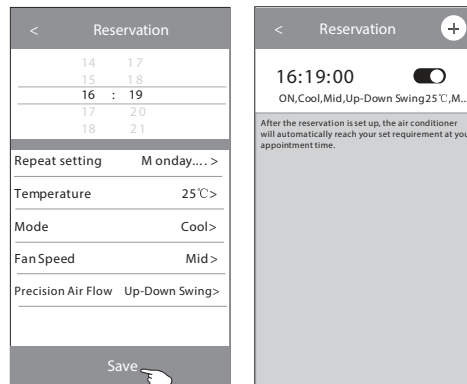 < Reservation
14 17
15 18
16 : 19
17 20
18 21
Repeat setting Monday....>
Temperature 25℃>
Mode Cool>
Fan Speed Mid>
Precision Air Flow Up-Down Swing>
Save
< Reservation +
16:19:00
ON,Cool,Mid,Up-Down Swing25℃,M..
After the reservation is set up, the air conditioner
will automatically reach your set requirement at you
appointment time.